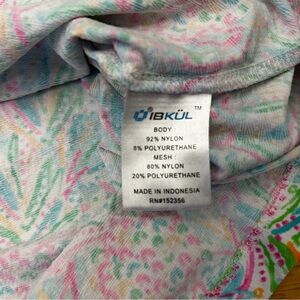 IBKÜL™
BODY
92% NYLON
8% POLYURETHANE
MESH
80% NYLON
20% POLYURETHANE
MADE IN INDONESIA
RN#152356